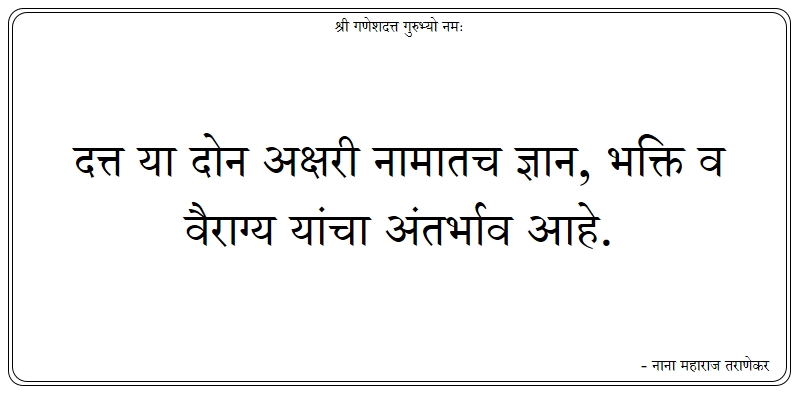 श्री गणेशदत्त गुरुभ्यो नमः
दत्त या दोन अक्षरी नामातच ज्ञान, भक्ति व
वैराग्य यांचा अंतर्भाव आहे.
- नाना महाराज तराणेकर